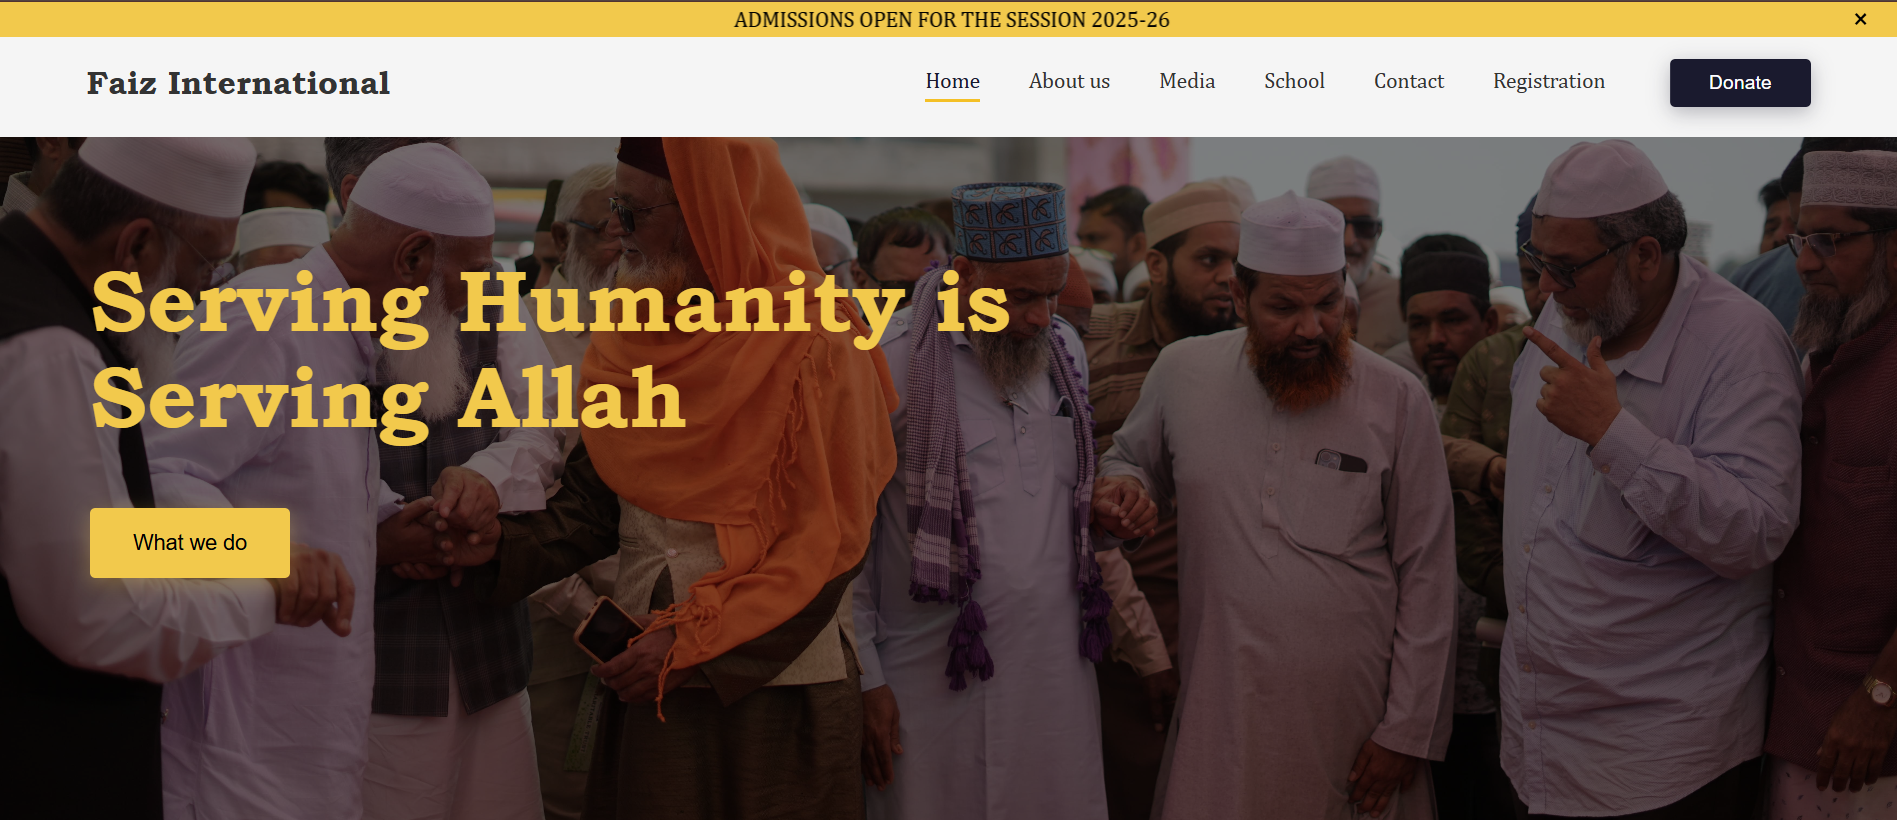 ADMISSIONS OPEN FOR THE SESSION 2025-26 ×
Faiz International
Home About us Media School Contact Registration Donate
Serving Humanity is
Serving Allah
What we do